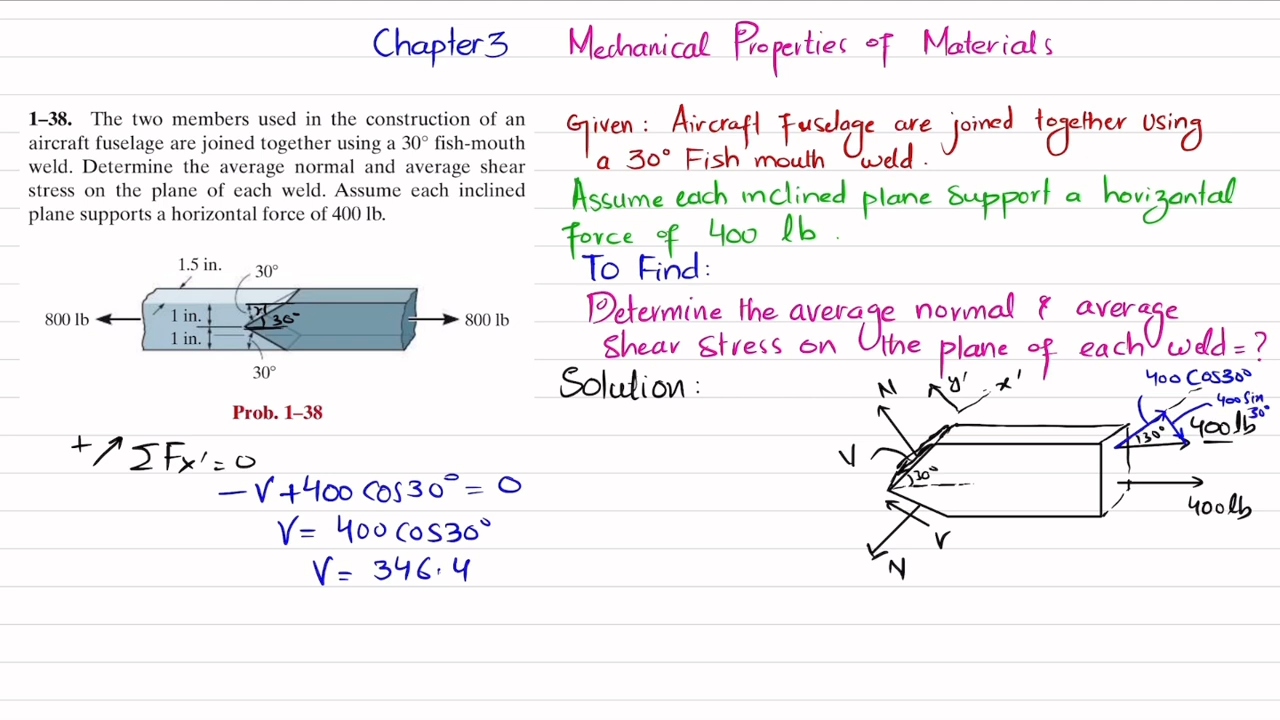 Chapter 3 Mechanical Properties of Materials
1–38. The two members used in the construction of an
aircraft fuselage are joined together using a 30° fish-mouth
weld. Determine the average normal and average shear
stress on the plane of each weld. Assume each inclined
plane supports a horizontal force of 400 lb.
1.5 in.
30°
1 in.
30°
800 lb
800 lb
1 in.
30°
Prob. 1–38
Given: Aircraft Fuselage are joined together using
a 30° Fish mouth weld.
Assume each inclined plane support a horizontal
force of 400 lb.
To Find:
Determine the average normal & average
shear stress on the plane of each weld = ?
Solution:
N
y'
x'
400 Cos30°
400 Sin
30°
30°
400 lb
V
30°
400 lb
V
N
+↗ ΣFx' = 0
-V + 400 cos30° = 0
V = 400 cos30°
V = 346.4